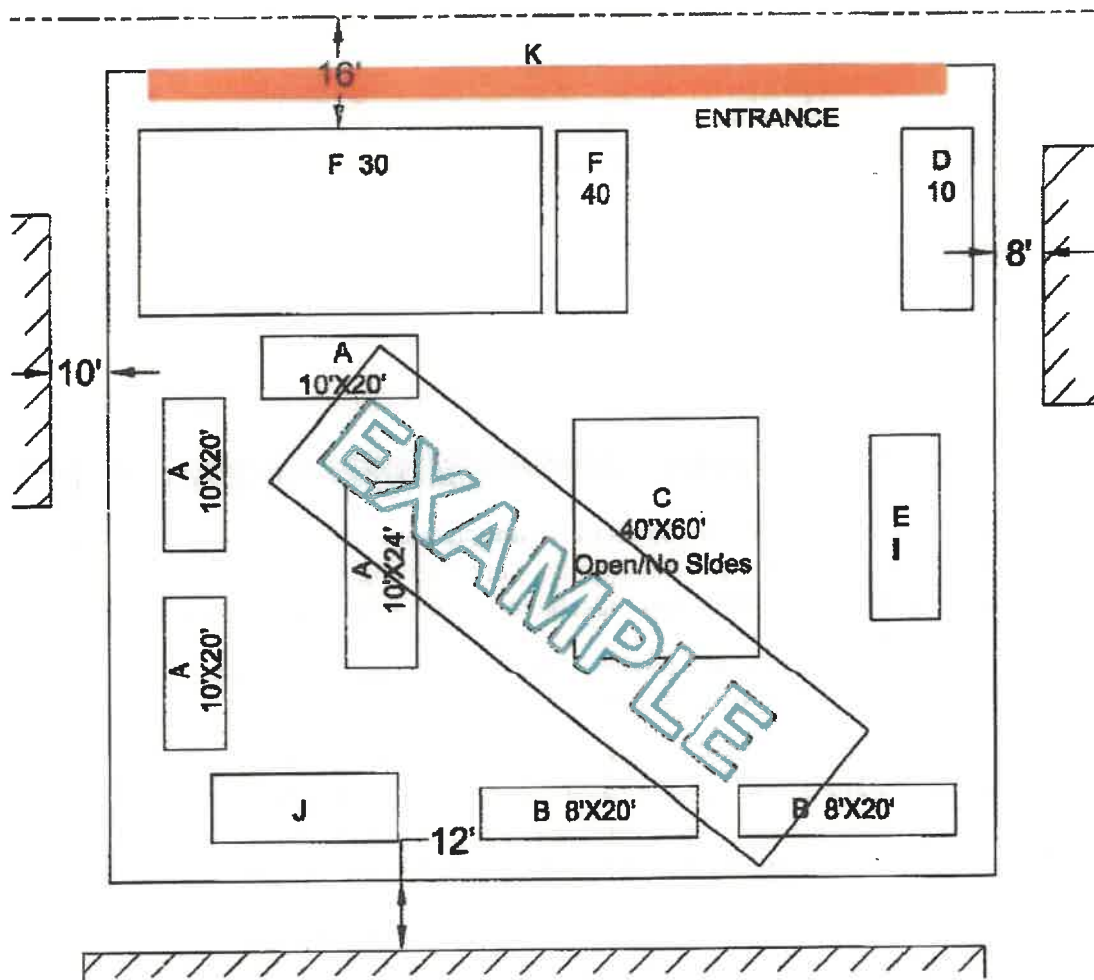 K
16'
ENTRANCE
F 30
F
40
D
10
8'
10'
A
10'X20'
A
10'X20'
A
10'X24'
C
40'X60'
Open/No Sides
E
I
A
10'X20'
EXAMPLE
J
B 8'X20'
B 8'X20'
12'